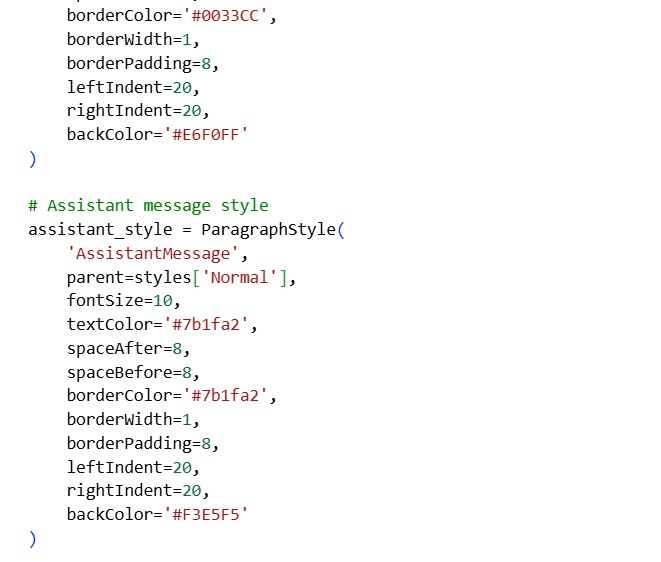 borderColor='#0033CC',
    borderWidth=1,
    borderPadding=8,
    leftIndent=20,
    rightIndent=20,
    backColor='#E6F0FF'
)

# Assistant message style
assistant_style = ParagraphStyle(
    'AssistantMessage',
    parent=styles['Normal'],
    fontSize=10,
    textColor='#7b1fa2',
    spaceAfter=8,
    spaceBefore=8,
    borderColor='#7b1fa2',
    borderWidth=1,
    borderPadding=8,
    leftIndent=20,
    rightIndent=20,
    backColor='#F3E5F5'
)